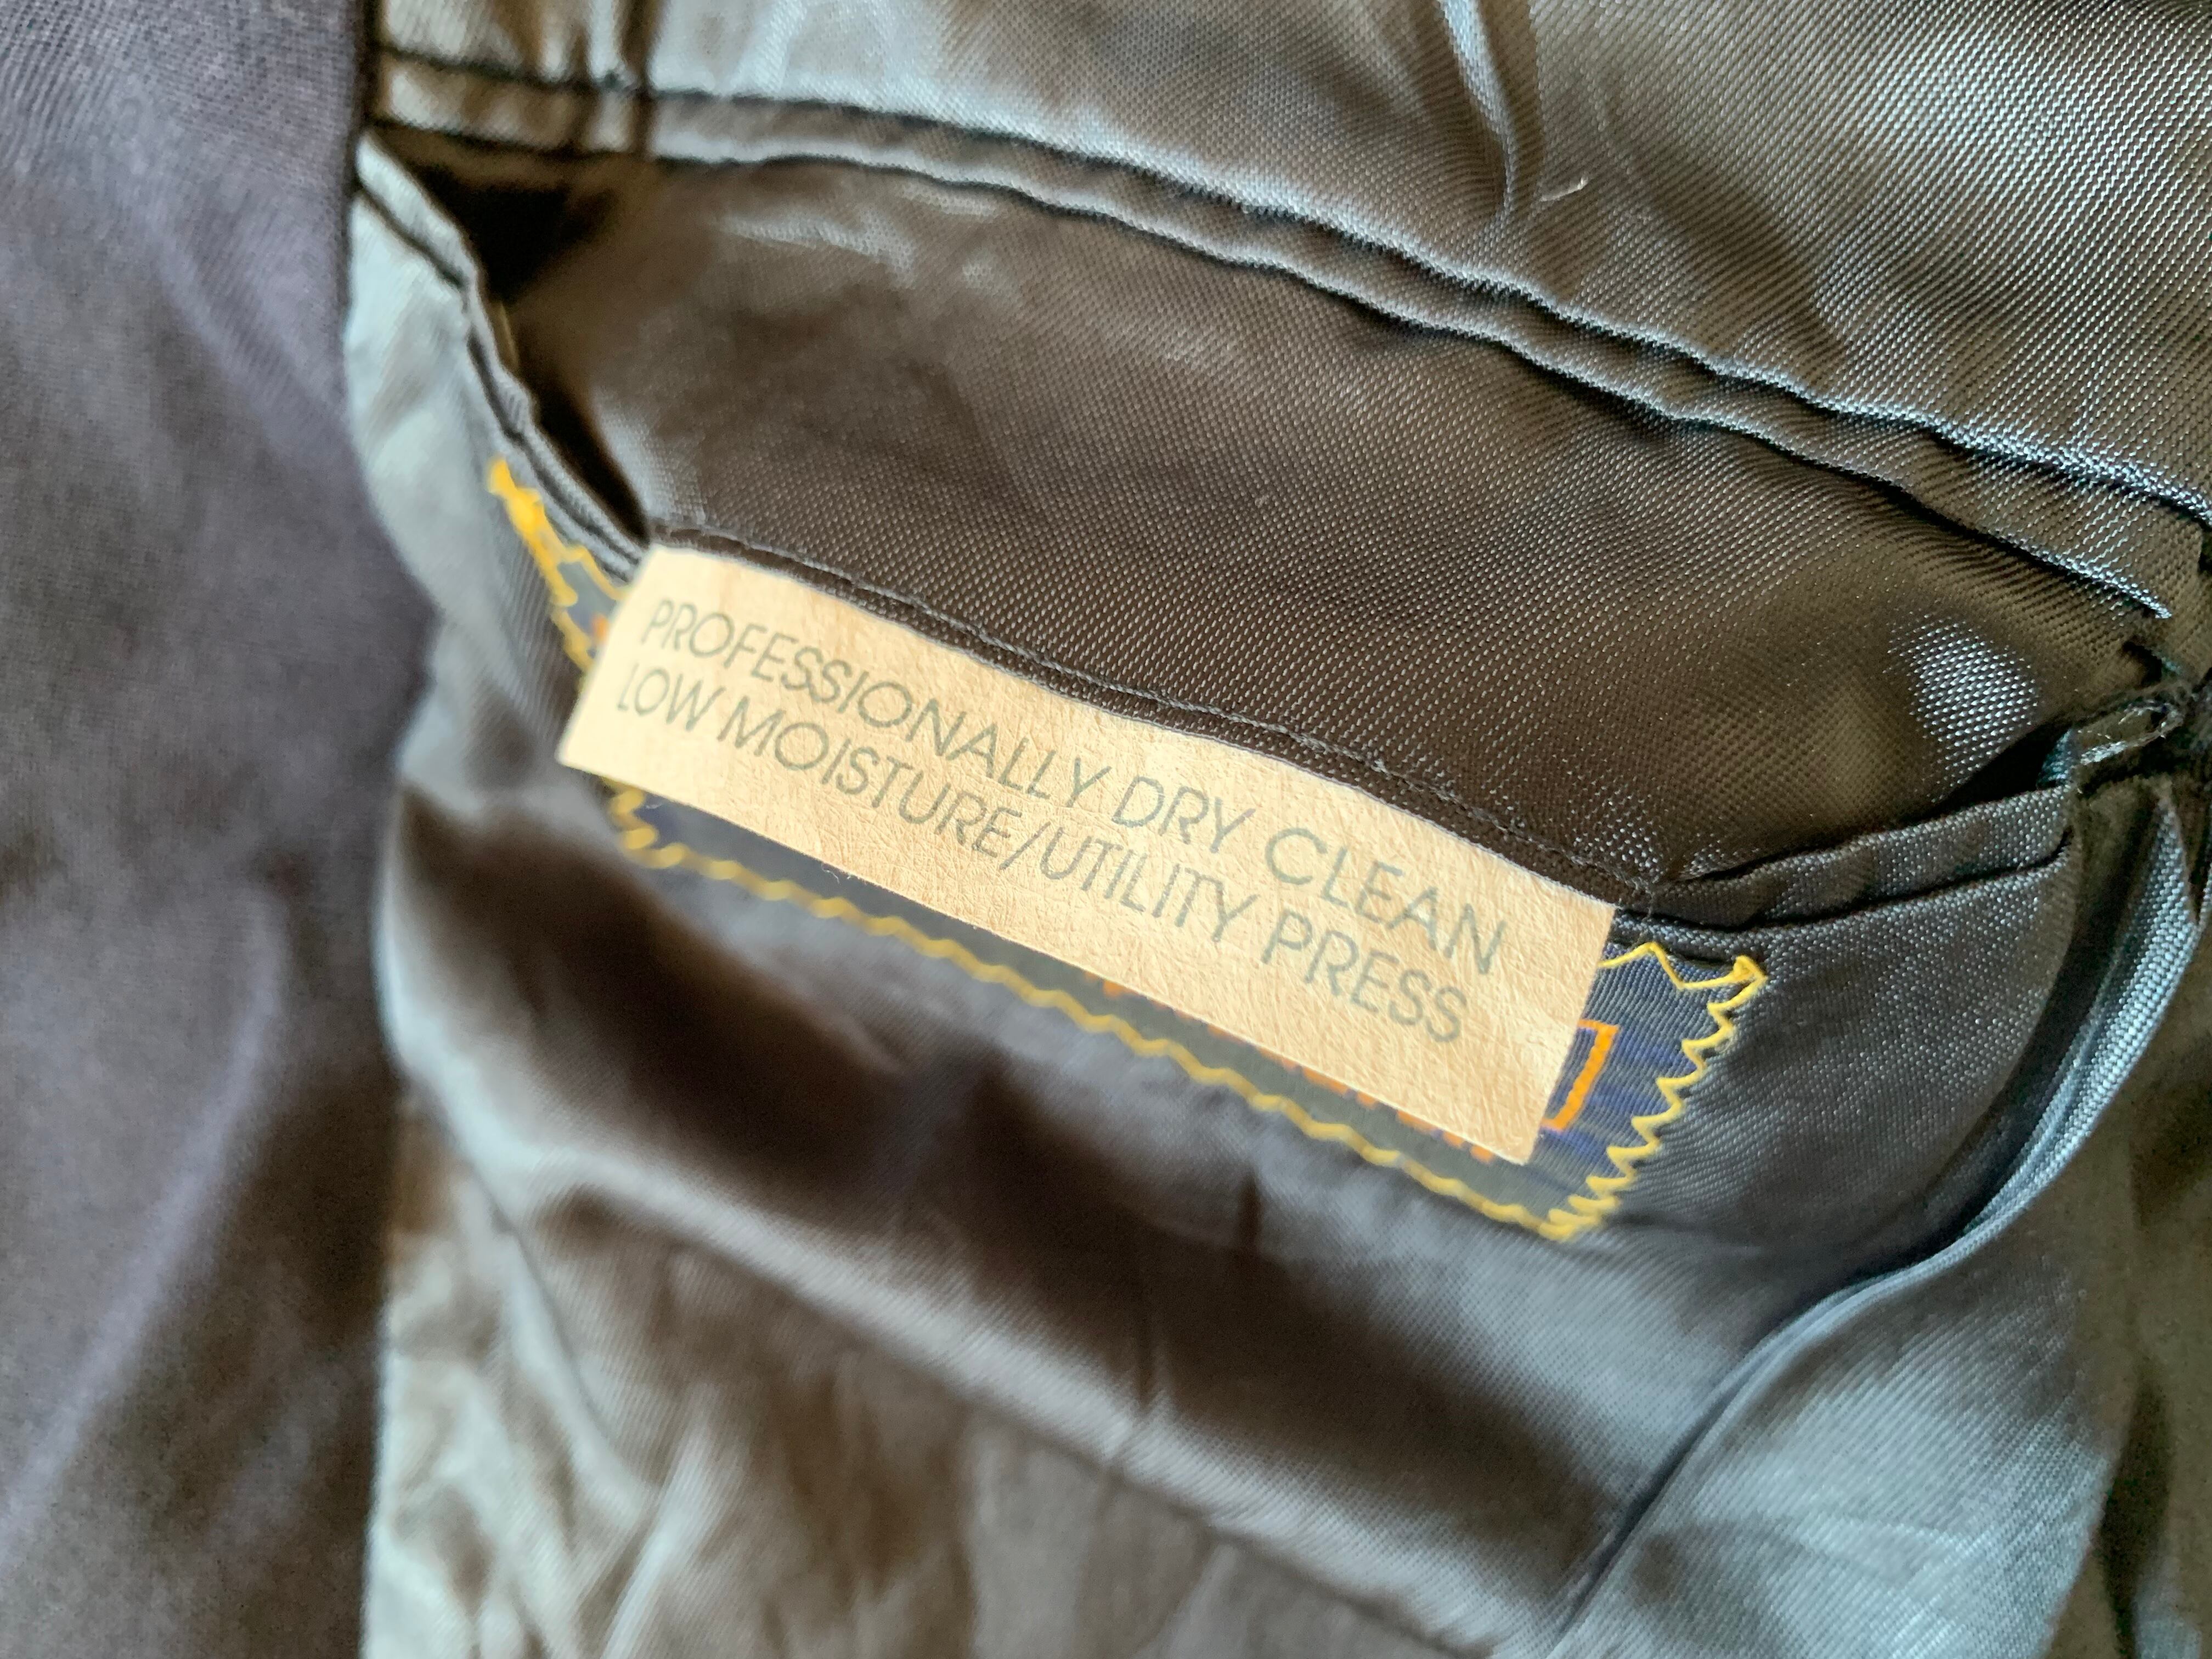 PROFESSIONALLY DRY CLEAN
LOW MOISTURE/UTILITY PRESS